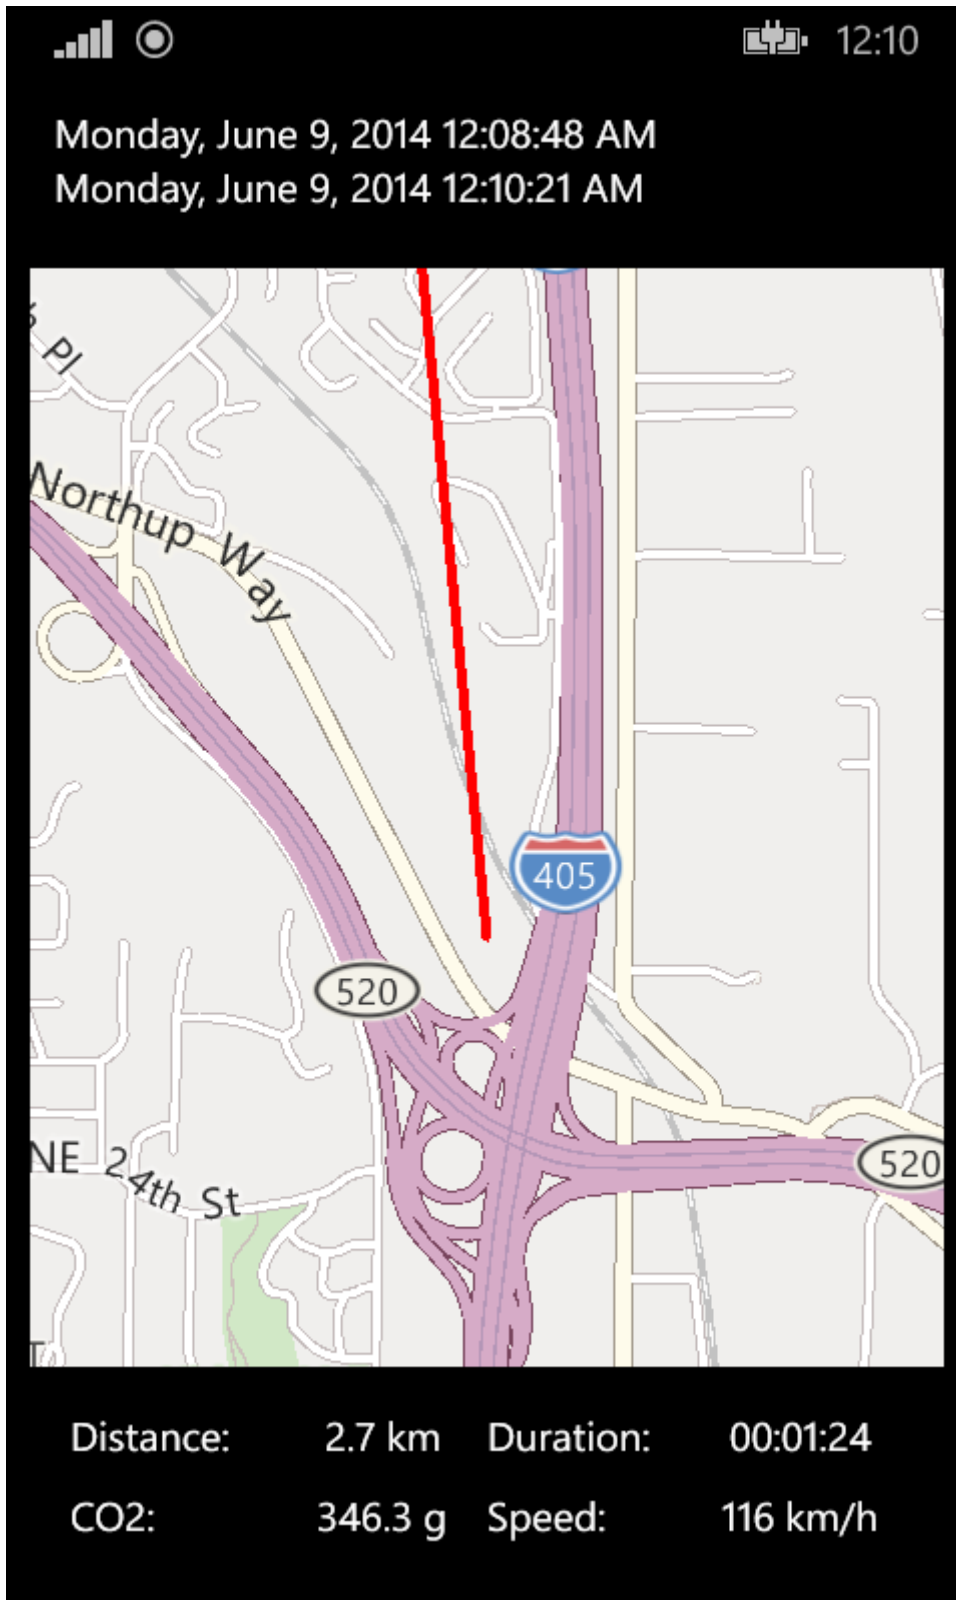 12:10
Monday, June 9, 2014 12:08:48 AM
Monday, June 9, 2014 12:10:21 AM
Pl
Northup Way
405
520
520
NE 24th St
Distance: 2.7 km Duration: 00:01:24
CO2: 346.3 g Speed: 116 km/h